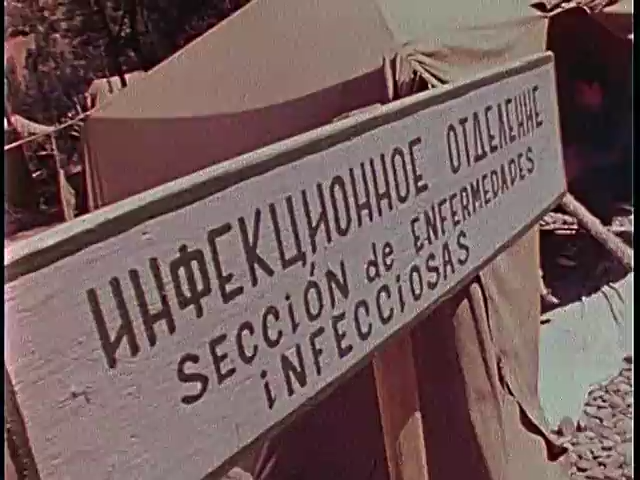 ИНФЕКЦИОННОЕ ОТДЕЛЕНИЕ
SECCiÓN de ENFERMEDADES
iNFECCiOSAS